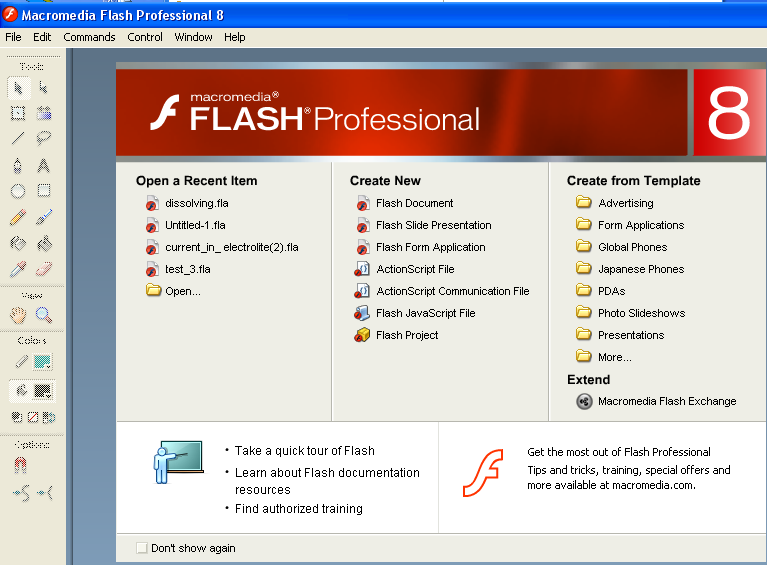 Macromedia Flash Professional 8
File Edit Commands Control Window Help
Tools
View
Colors
Options
macromedia®
FLASH® Professional
8
Open a Recent Item
dissolving.fla
Untitled-1.fla
current_in_ electrolite(2).fla
test_3.fla
Open...
Create New
Flash Document
Flash Slide Presentation
Flash Form Application
ActionScript File
ActionScript Communication File
Flash JavaScript File
Flash Project
Create from Template
Advertising
Form Applications
Global Phones
Japanese Phones
PDAs
Photo Slideshows
Presentations
More...
Extend
Macromedia Flash Exchange
• Take a quick tour of Flash
• Learn about Flash documentation
resources
• Find authorized training
Get the most out of Flash Professional
Tips and tricks, training, special offers and
more available at macromedia.com.
Don't show again